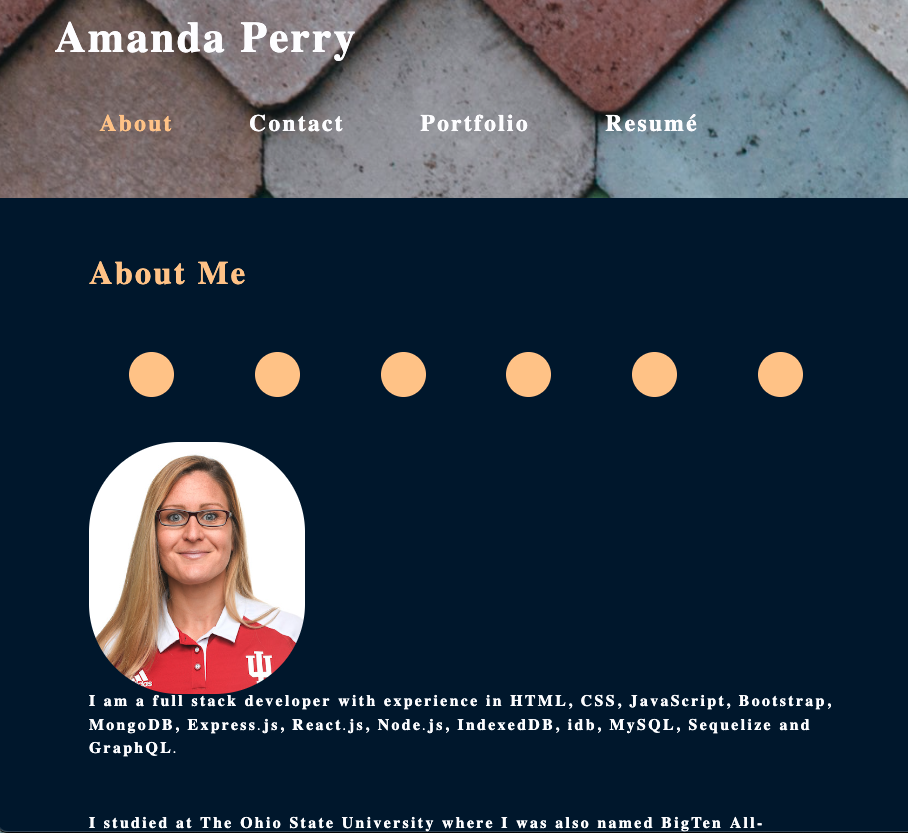 Amanda Perry
About Contact Portfolio Resumé
About Me
adidas
I am a full stack developer with experience in HTML, CSS, JavaScript, Bootstrap,
MongoDB, Express.js, React.js, Node.js, IndexedDB, idb, MySQL, Sequelize and
GraphQL.
I studied at The Ohio State University where I was also named BigTen All-